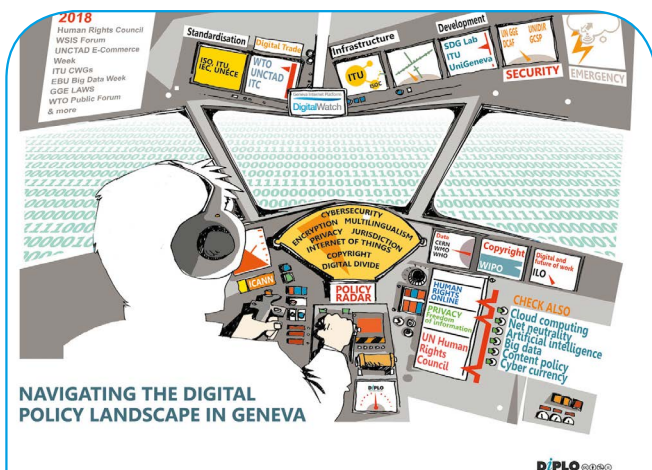 2018
Human Rights Council
WSIS Forum
UNCTAD E-Commerce
Week
ITU CWGs
EBU Big Data Week
GGE LAWS
WTO Public Forum
& more
Standardisation
ISO, ITU,
IEC, UNECE
Digital Trade
WTO
UNCTAD
ITC
Infrastructure
ITU
ISOC
Development
SDG Lab
ITU
UniGeneva
UN GGE
DCAF
UNIDIR
GCSP
SECURITY
EMERGENCY
Geneva Internet Platform
DigitalWatch
CYBERSECURITY
ENCRYPTION MULTILINGUALISM
PRIVACY JURISDICTION
INTERNET OF THINGS
COPYRIGHT
DIGITAL DIVIDE
POLICY
RADAR
ICANN
Data
CERN
WMO
WHO
Copyright
WIPO
Digital and
future of work
ILO
HUMAN
RIGHTS
ONLINE
PRIVACY
Freedom
of information
UN Human
Rights
Council
CHECK ALSO
Cloud computing
Net neutrality
Artificial intelligence
Big data
Content policy
Cyber currency
NAVIGATING THE DIGITAL
POLICY LANDSCAPE IN GENEVA
DIPLO
DIPLO